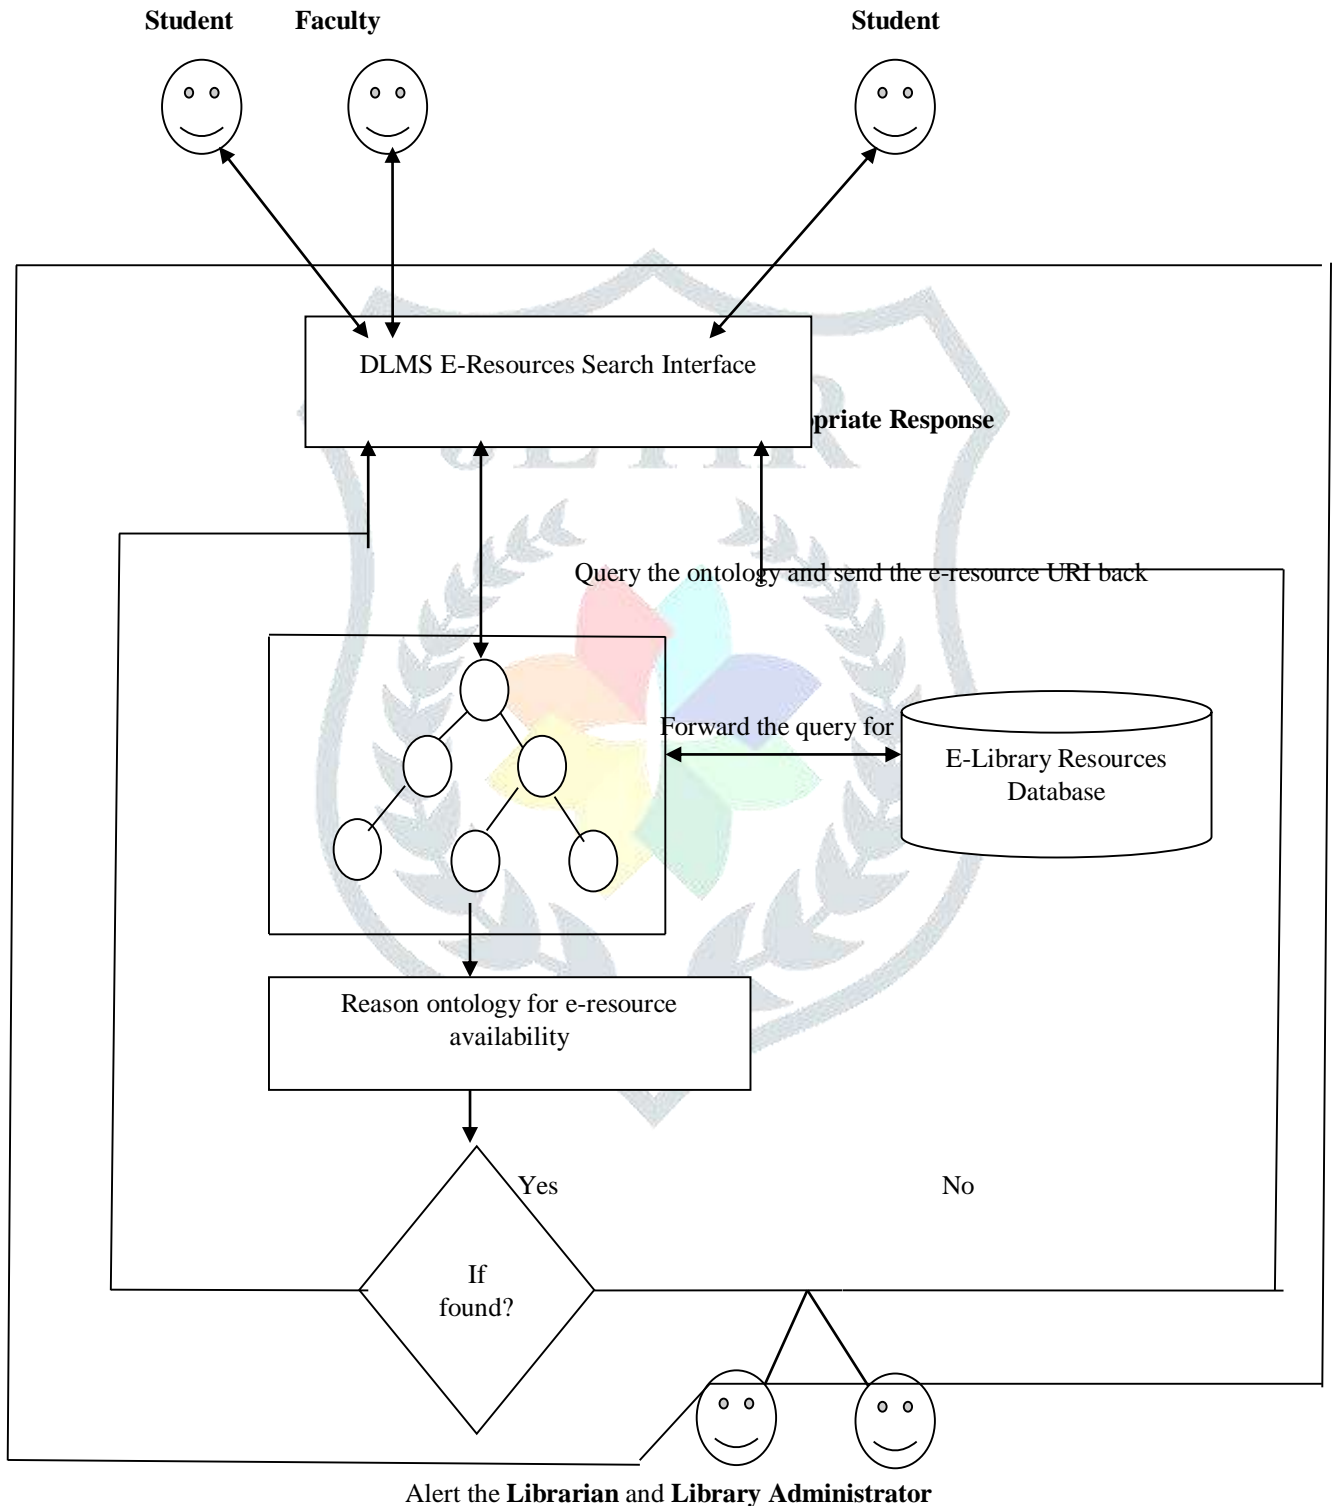 Student Faculty Student
DLMS E-Resources Search Interface
Response
Query the ontology and send the e-resource URI back
Forward the query for
E-Library Resources
Database
Reason ontology for e-resource
availability
Yes No
If
found?
Alert the Librarian and Library Administrator